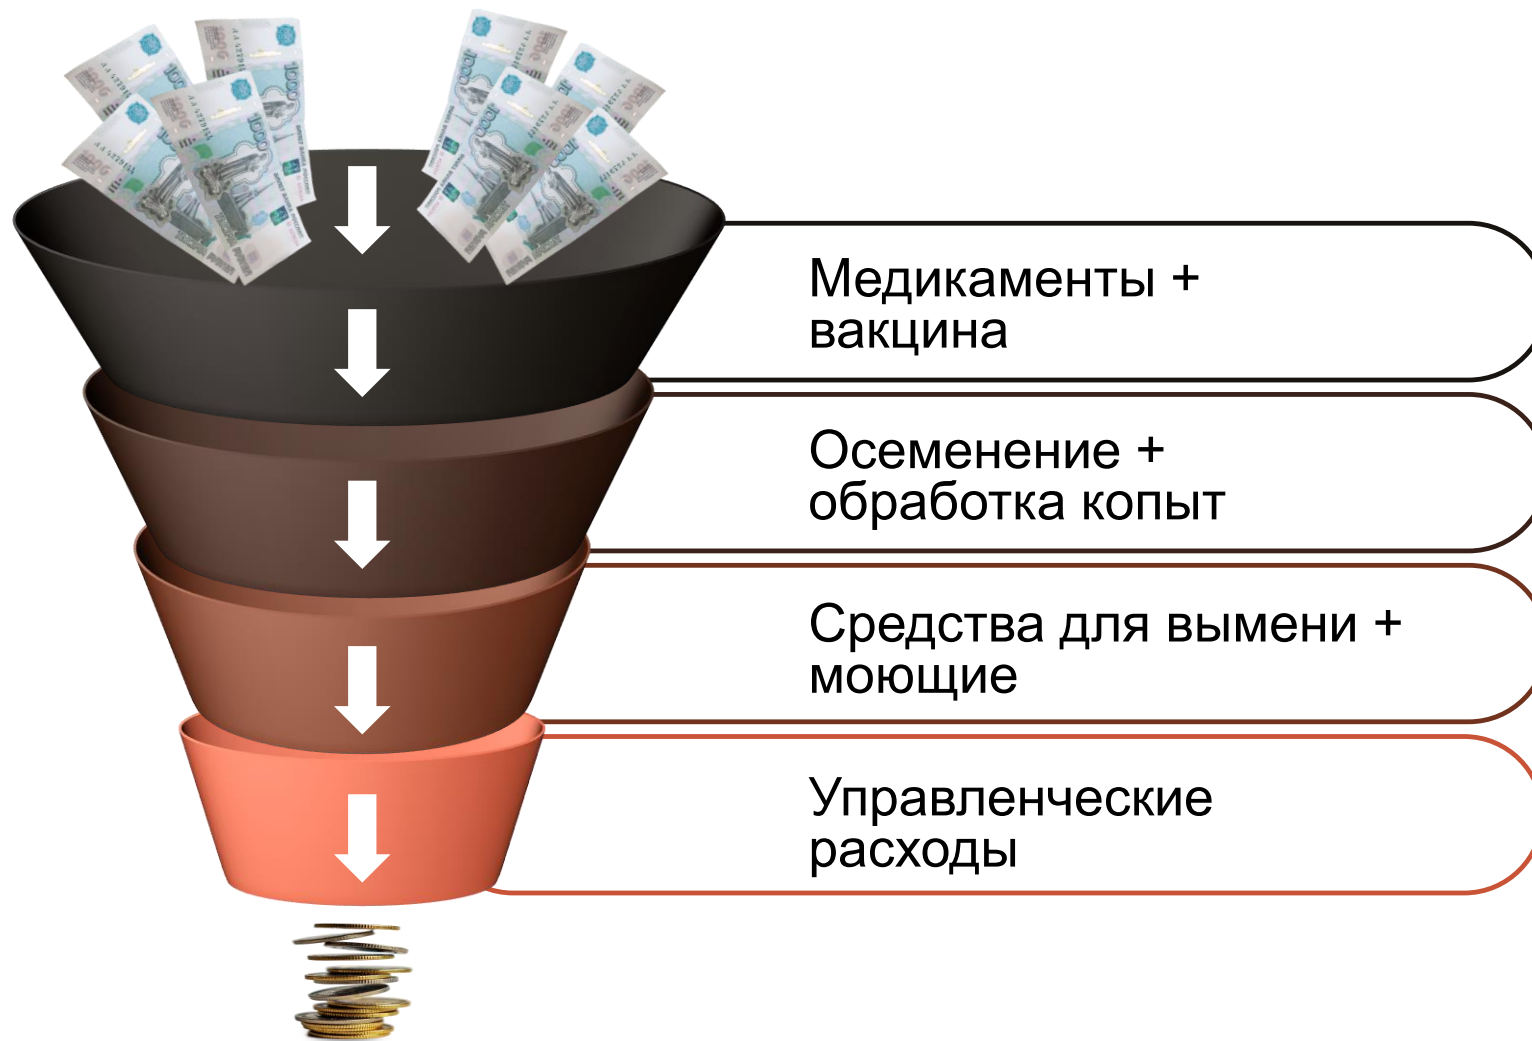 Медикаменты +
вакцина
Осеменение +
обработка копыт
Средства для вымени +
моющие
Управленческие
расходы